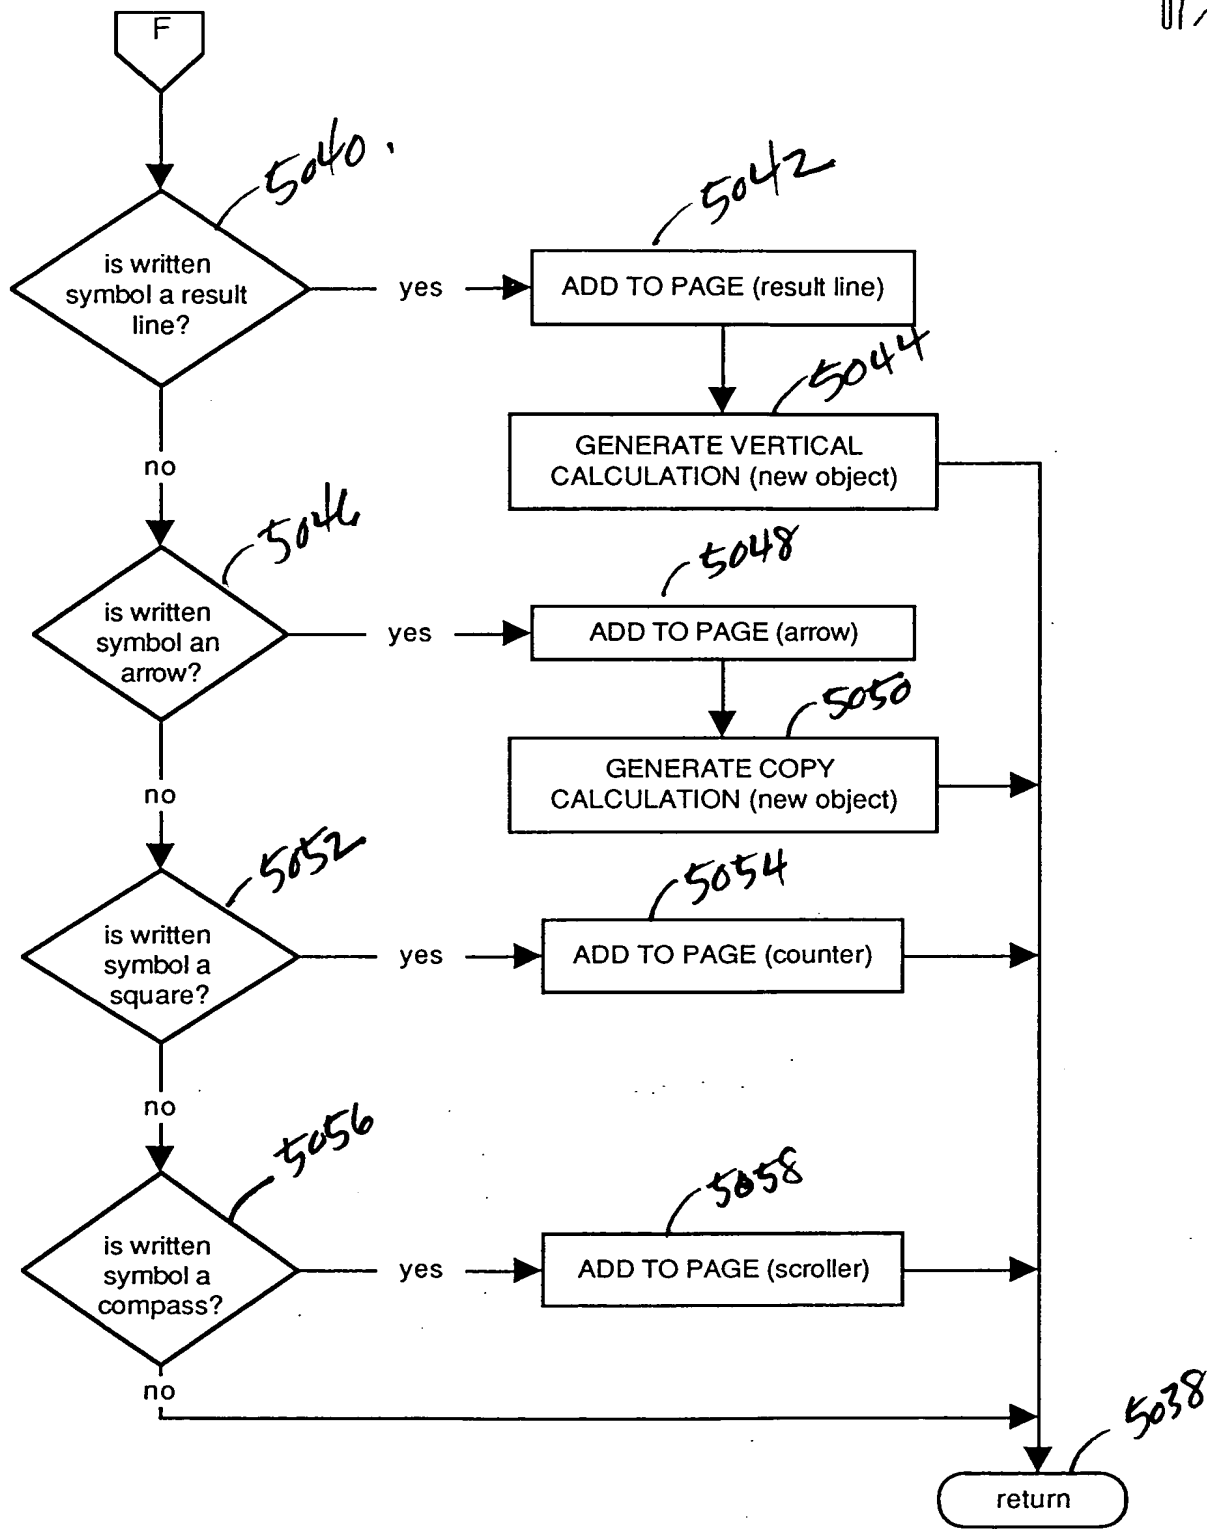 F
5040.
is written
symbol a result
line?
yes
5042
ADD TO PAGE (result line)
5044
GENERATE VERTICAL
CALCULATION (new object)
no
5046
is written
symbol an
arrow?
yes
5048
ADD TO PAGE (arrow)
5050
GENERATE COPY
CALCULATION (new object)
no
5052
is written
symbol a
square?
yes
5054
ADD TO PAGE (counter)
no
5056
is written
symbol a
compass?
yes
5058
ADD TO PAGE (scroller)
no
5038
return